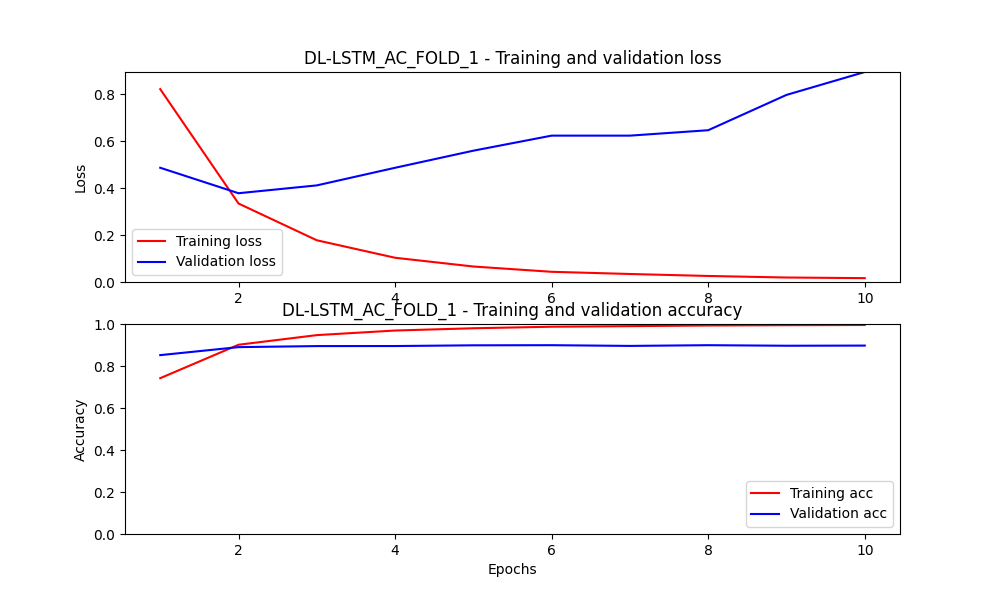 DL-LSTM_AC_FOLD_1 - Training and validation loss
0.8
0.6
0.4
0.2
0.0
Loss
Training loss
Validation loss
2 4 6 8 10
DL-LSTM_AC_FOLD_1 - Training and validation accuracy
1.0
0.8
0.6
0.4
0.2
0.0
Accuracy
Training acc
Validation acc
2 4 6 8 10
Epochs